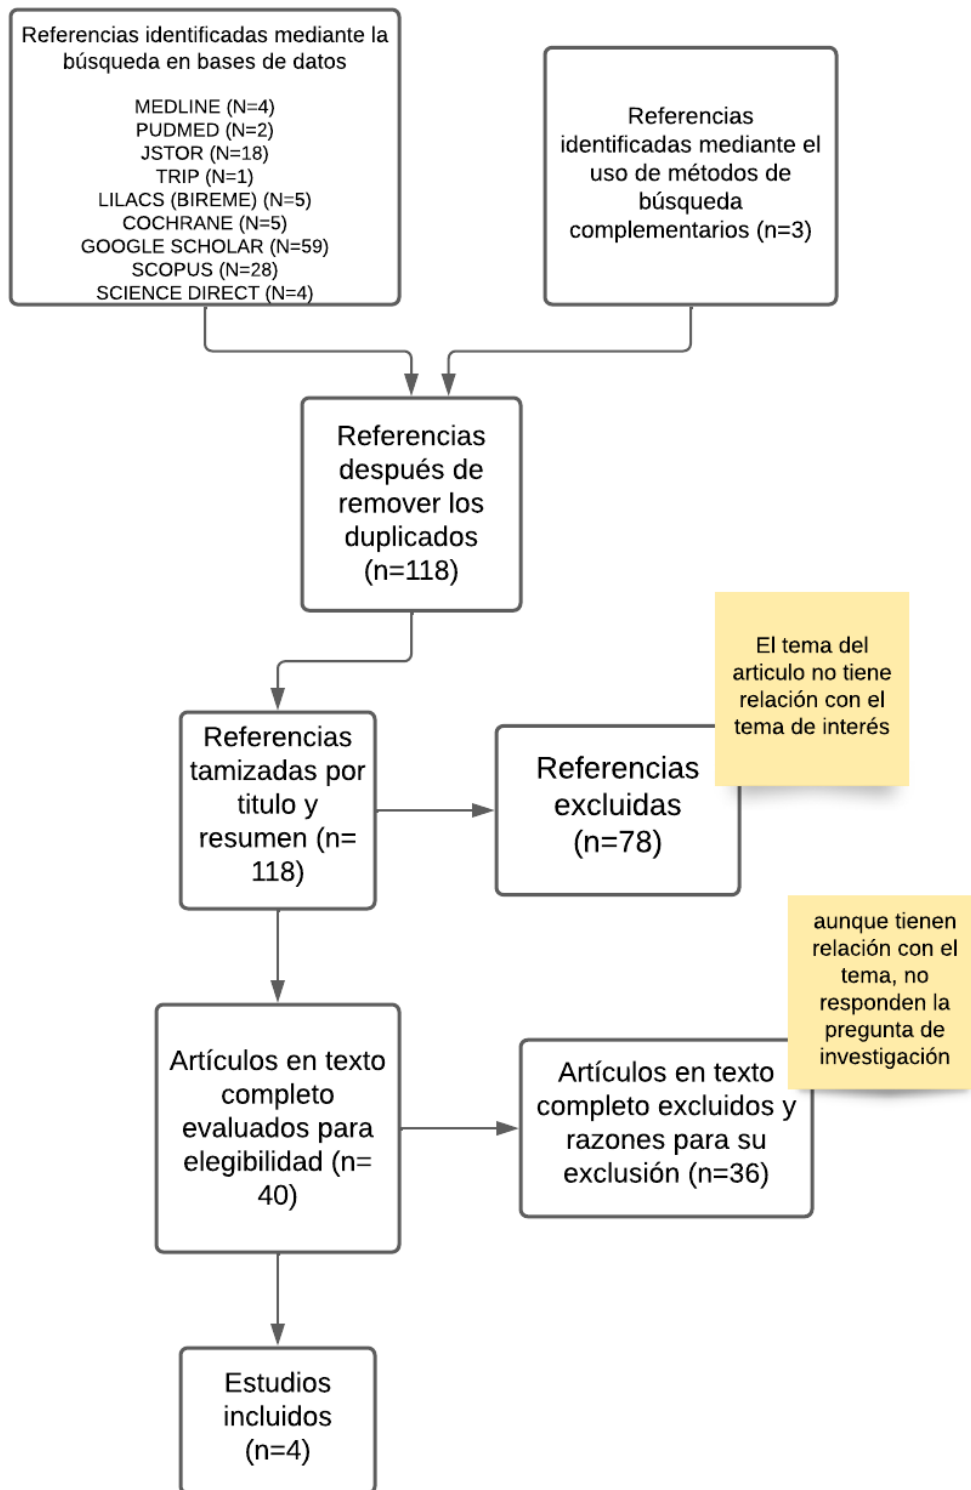 Referencias identificadas mediante la
búsqueda en bases de datos
MEDLINE (N=4)
PUDMED (N=2)
JSTOR (N=18)
TRIP (N=1)
LILACS (BIREME) (N=5)
COCHRANE (N=5)
GOOGLE SCHOLAR (N=59)
SCOPUS (N=28)
SCIENCE DIRECT (N=4)
Referencias
identificadas mediante el
uso de métodos de
búsqueda
complementarios (n=3)
Referencias
después de
remover los
duplicados
(n=118)
El tema del
articulo no tiene
relación con el
tema de interés
Referencias
tamizadas por
titulo y
resumen (n=
118)
Referencias
excluidas
(n=78)
aunque tienen
relación con el
tema, no
responden la
pregunta de
investigación
Artículos en texto
completo
evaluados para
elegibilidad (n=
40)
Artículos en texto
completo excluidos y
razones para su
exclusión (n=36)
Estudios
incluidos
(n=4)